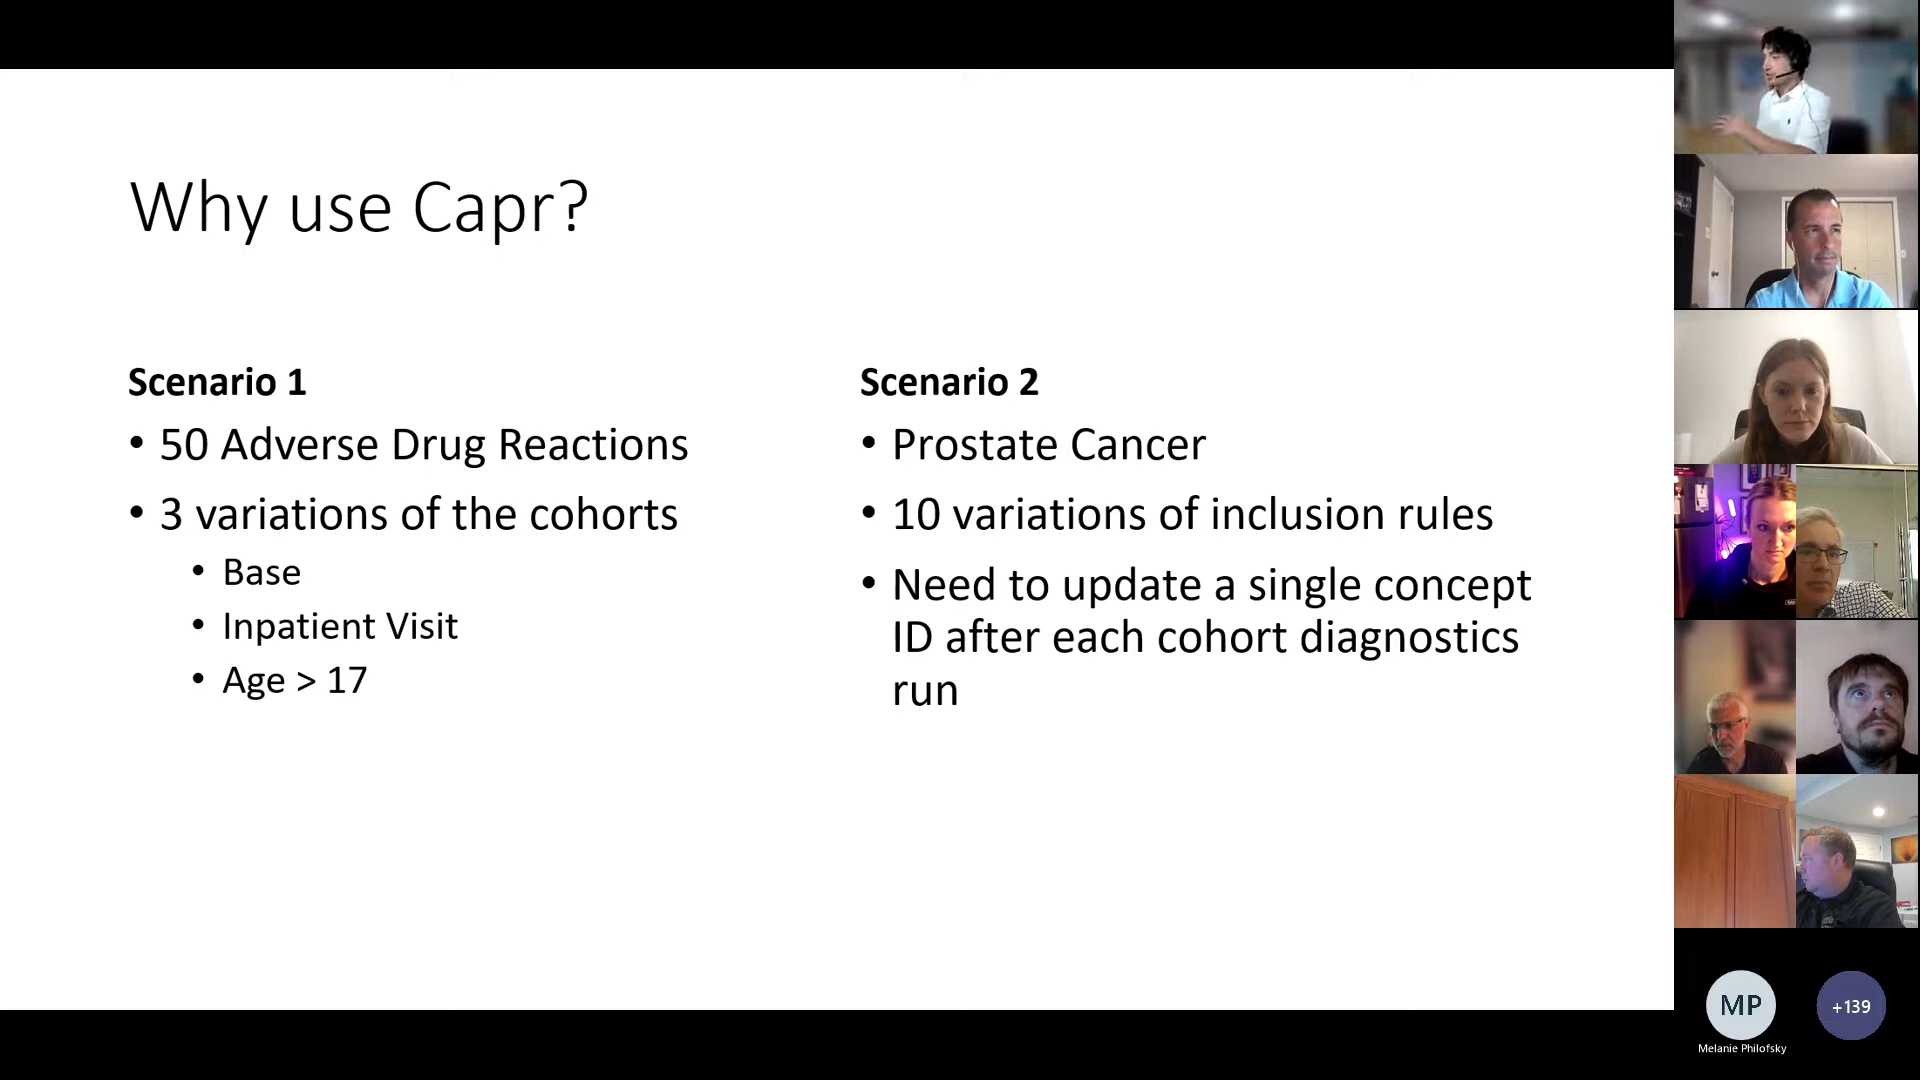 Why use Capr?
Scenario 1
• 50 Adverse Drug Reactions
• 3 variations of the cohorts
• Base
• Inpatient Visit
• Age > 17
Scenario 2
• Prostate Cancer
• 10 variations of inclusion rules
• Need to update a single concept
ID after each cohort diagnostics
run
MP
Melanie Philofsky
+139